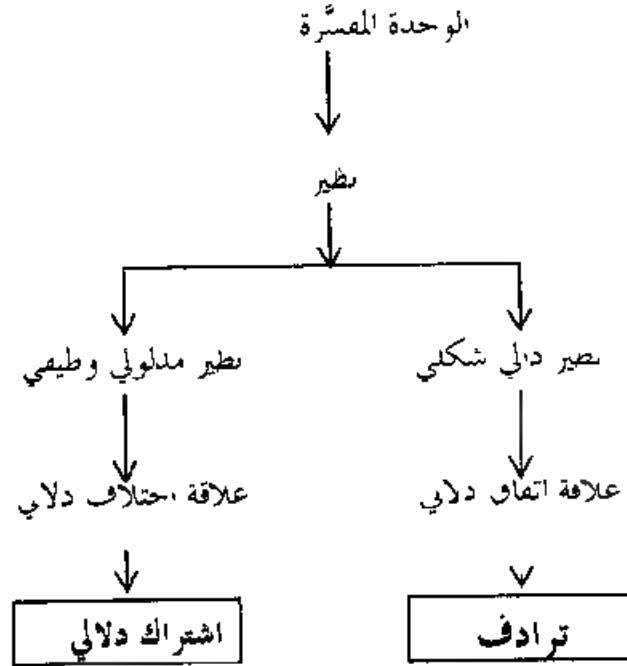 الوحدة المفسَّرة
نظير
نظير دالي شكلي
نظير مدلولي وظيفي
علاقة اتفاق دلالي
علاقة اختلاف دلالي
ترادف
اشتراك دلالي